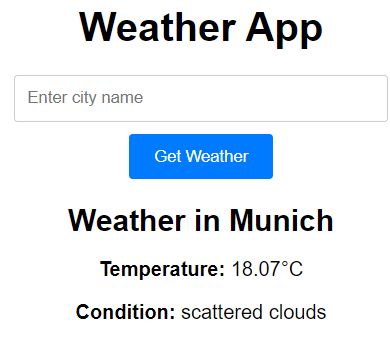 Weather App
Enter city name
Get Weather
Weather in Munich
Temperature: 18.07°C
Condition: scattered clouds